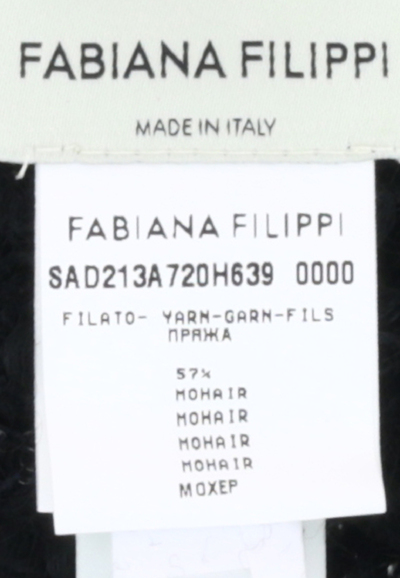 FABIANA FILIPPI
MADE IN ITALY
FABIANA FILIPPI
SAD213A720H639 0000
FILATO- YARN-GARN-FILS
ПРЯЖА
57%
MOHAIR
MOHAIR
MOHAIR
MOHAIR
МОХЕР